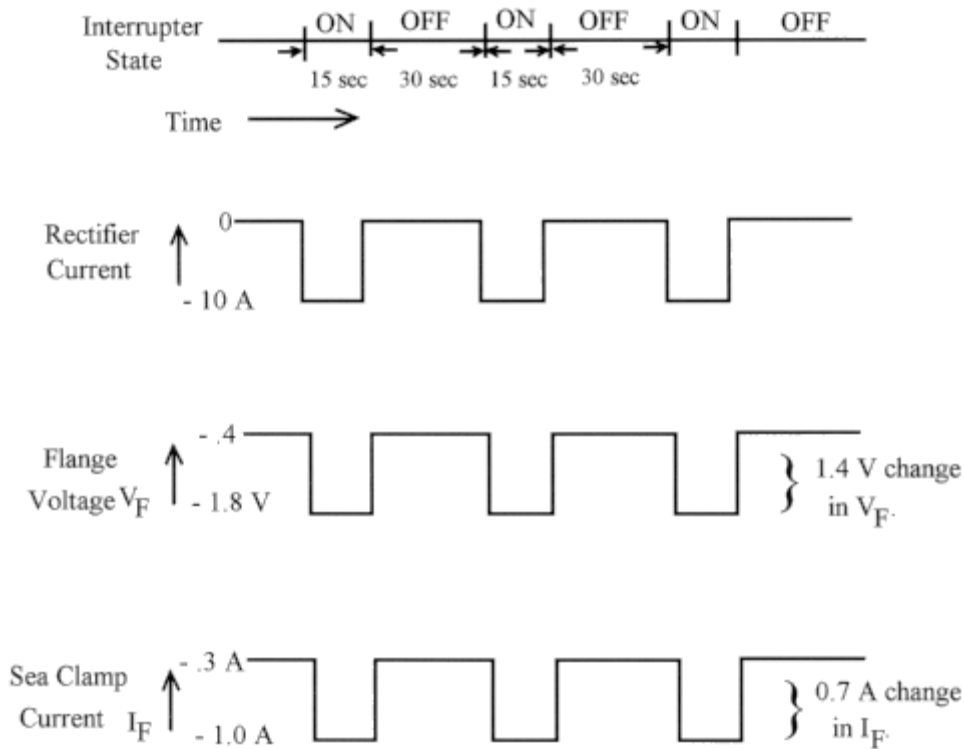 Interrupter State
ON OFF ON OFF ON OFF
15 sec 30 sec 15 sec 30 sec
Time
Rectifier Current
0
- 10 A
Flange Voltage V_F
- .4
- 1.8 V
1.4 V change
in V_F.
Sea Clamp Current I_F
- .3 A
- 1.0 A
0.7 A change
in I_F.